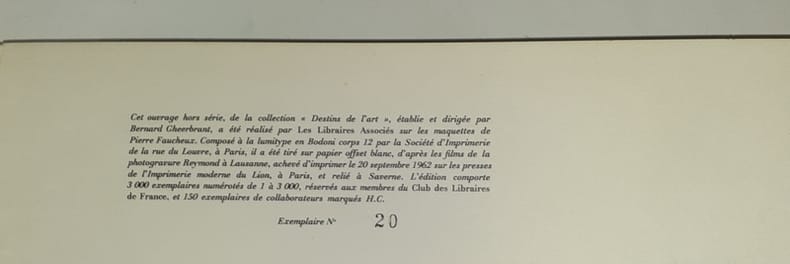 Cet ouvrage hors série, de la collection « Destins de l'art », établie et dirigée par
Bernard Gheerbrant, a été réalisé par Les Libraires Associés sur les maquettes de
Pierre Faucheux. Composé à la lumitype en Bodoni corps 12 par la Société d'Imprimerie
de la rue du Louvre, à Paris, il a été tiré sur papier offset blanc, d'après les films de la
photogravure Reymond à Lausanne, achevé d'imprimer le 20 septembre 1962 sur les presses
de l'Imprimerie moderne du Lion, à Paris, et relié à Saverne. L'édition comporte
3 000 exemplaires numérotés de 1 à 3 000, réservés aux membres du Club des Libraires
de France, et 150 exemplaires de collaborateurs marqués H.C.
Exemplaire N° 20